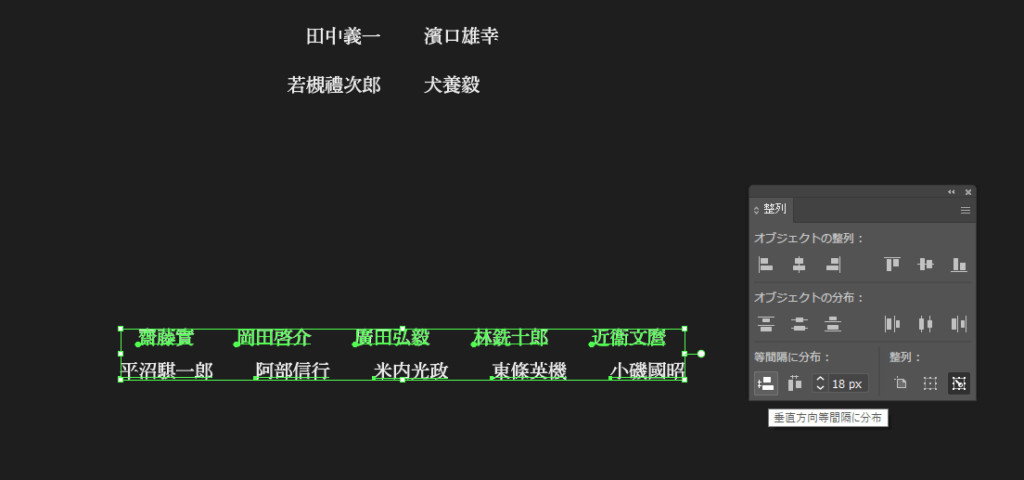 田中義一 濱口雄幸
若槻禮次郎 犬養毅
齋藤實 岡田啓介 廣田弘毅 林銑十郎 近衞文麿
平沼騏一郎 阿部信行 米内光政 東條英機 小磯國昭
整列
オブジェクトの整列：
オブジェクトの分布：
等間隔に分布： 整列：
18 px
垂直方向等間隔に分布